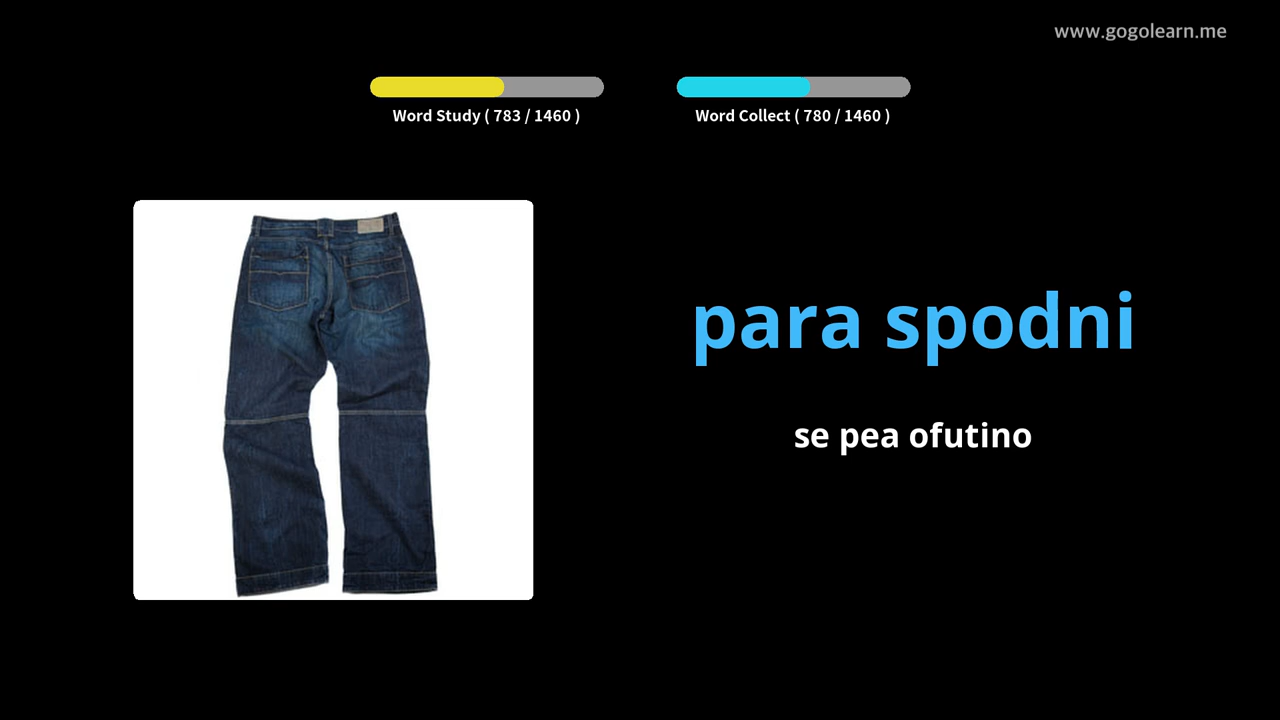 www.gogolearn.me
Word Study ( 783 / 1460 )
Word Collect ( 780 / 1460 )
para spodni
se pea ofutino